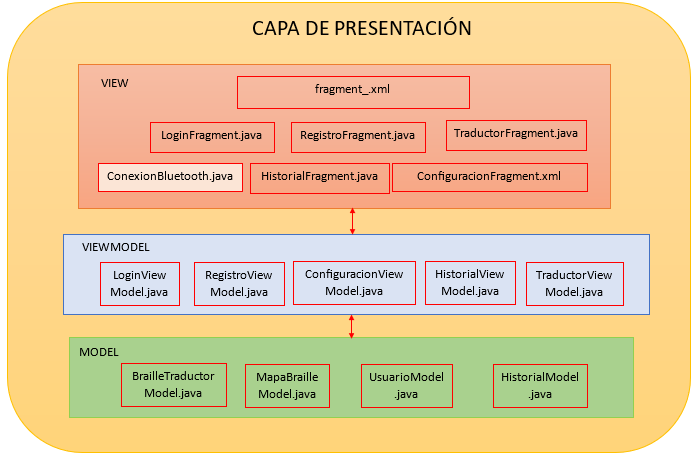 CAPA DE PRESENTACIÓN
VIEW
fragment_.xml
LoginFragment.java
RegistroFragment.java
TraductorFragment.java
ConexionBluetooth.java
HistorialFragment.java
ConfiguracionFragment.xml
VIEWMODEL
LoginView
Model.java
RegistroView
Model.java
ConfiguracionView
Model.java
HistorialView
Model.java
TraductorView
Model.java
MODEL
BrailleTraductor
Model.java
MapaBraille
Model.java
UsuarioModel
.java
HistorialModel
.java